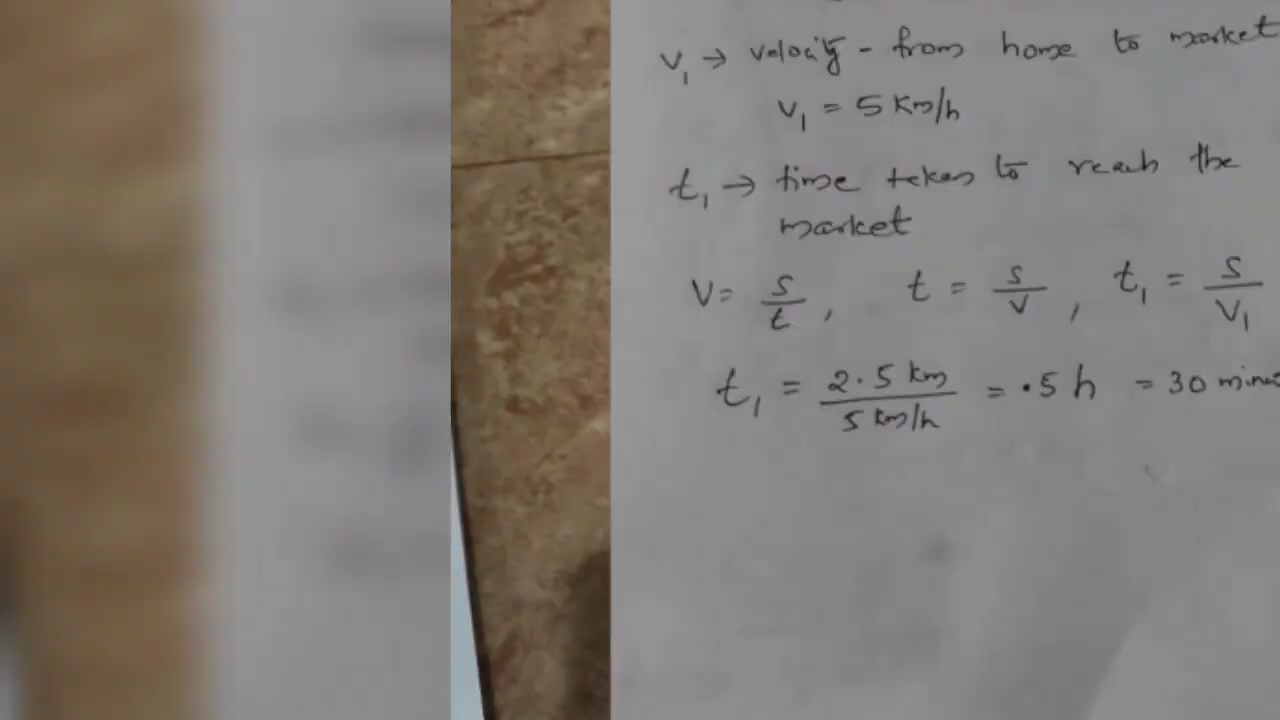 v₁ → velocity - from home to market
v₁ = 5 Km/h
t₁ → time taken to reach the
market
V = s/t , t = s/v , t₁ = s/v₁
t₁ = 2.5 km / 5 km/h = .5 h = 30 minu